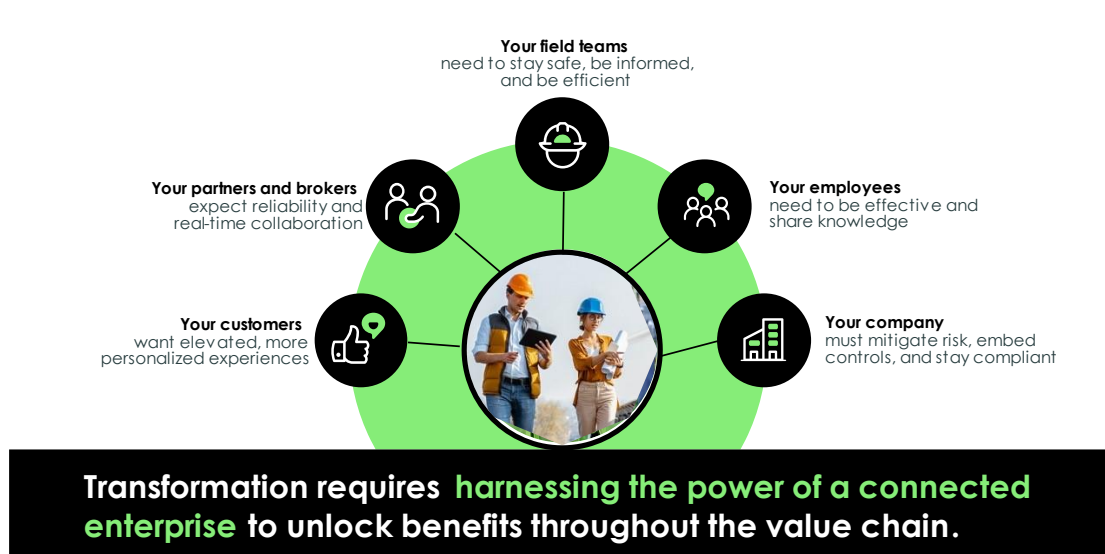 Your field teams
need to stay safe, be informed,
and be efficient
Your partners and brokers
expect reliability and
real-time collaboration
Your employees
need to be effective and
share knowledge
Your customers
want elevated, more
personalized experiences
Your company
must mitigate risk, embed
controls, and stay compliant
Transformation requires harnessing the power of a connected
enterprise to unlock benefits throughout the value chain.